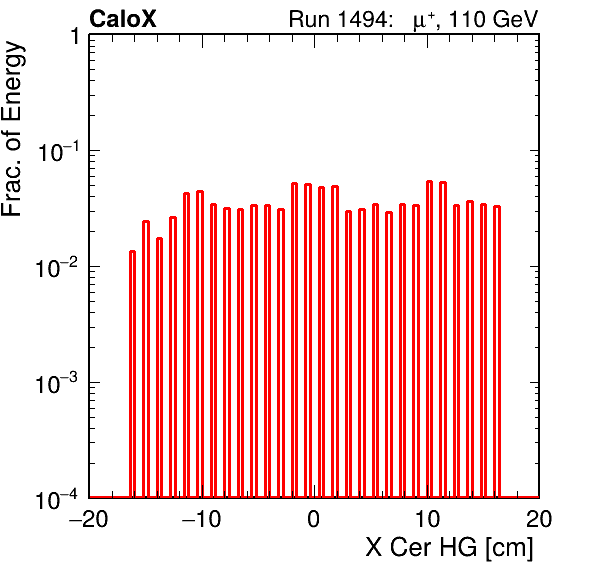 CaloX Run 1494: μ⁺, 110 GeV
Frac. of Energy
1
10⁻¹
10⁻²
10⁻³
10⁻⁴
−20 −10 0 10 20
X Cer HG [cm]